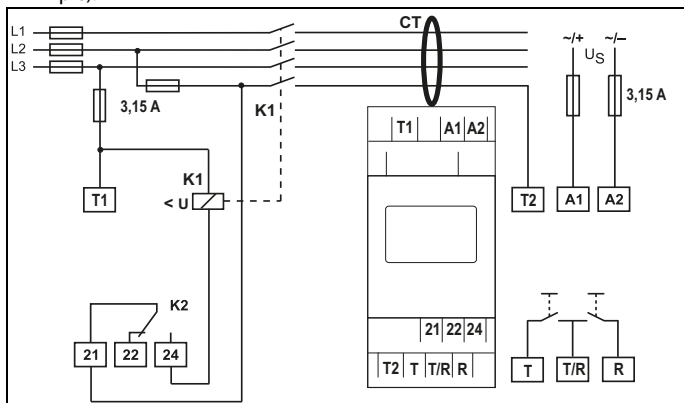 L1
L2
L3
3,15 A
K1
CT
~/+
~/–
US
3,15 A
T1 A1 A2
K1
< U
T1
T2
A1
A2
K2
21 22 24
21 22 24
T2 T T/R R
T
T/R
R